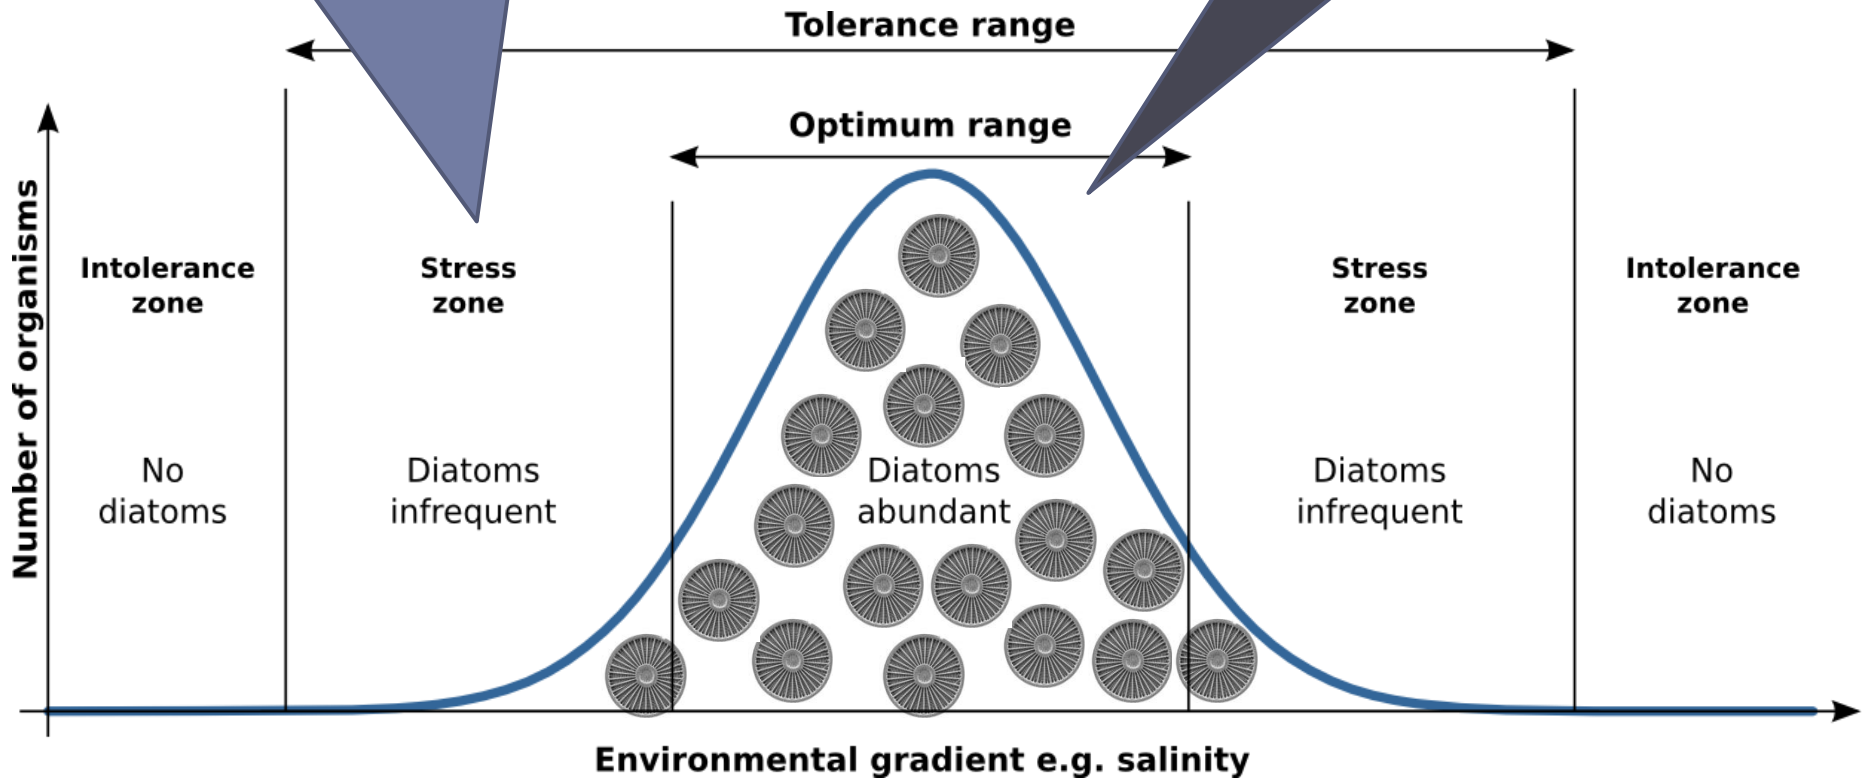 Tolerance range
Optimum range
Number of organisms
Intolerance
zone
Stress
zone
Stress
zone
Intolerance
zone
No
diatoms
Diatoms
infrequent
Diatoms
abundant
Diatoms
infrequent
No
diatoms
Environmental gradient e.g. salinity